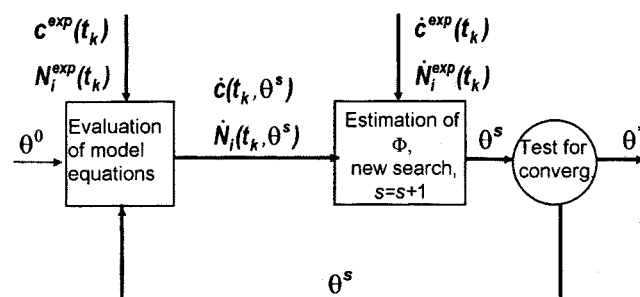 c^exp(t_k)
N_i^exp(t_k)
ċ^exp(t_k)
Ṅ_i^exp(t_k)
ċ(t_k,θ^s)
Ṅ_i(t_k,θ^s)
θ^0
Evaluation
of model
equations
Estimation of
Φ,
new search,
s=s+1
θ^s
Test for
converg.
θ^*
θ^s